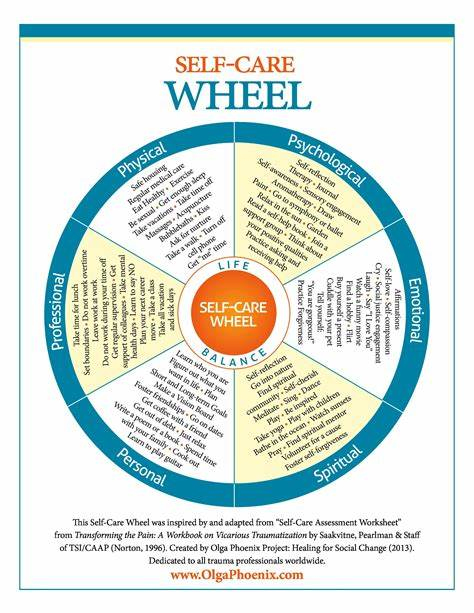 SELF-CARE
WHEEL
Physical
Safe housing
Regular medical care
Eat Healthy • Exercise
Be sexual • Get enough sleep
Take vacations • Take time off
Massages • Acupuncture
Bubblebaths • Kiss
Ask for nurture
Take a walk • Turn off
cell phone
Get "me" time
Psychological
Self-reflection
Therapy • Journal
Self-awareness • Sensory engagement
Aromatherapy • Draw
Paint • Go to symphony or ballet
Relax in the sun • Garden
Read a self-help book • Join a
support group • Think about
your positive qualities
Practice asking and
receiving help
Emotional
Affirmations
Self-love • Self-compassion
Cry • Social justice engagement
Laugh • Say "I Love You"
Find a hobby • Flirt
Buy yourself a present
Cuddle with your pet
Tell yourself:
"You are gorgeous!"
Practice Forgiveness
Spiritual
Self-reflection
Go into nature
Find spiritual
community • Self-cherish
Meditate • Sing • Dance
Play • Be inspired
Take yoga • Play with children
Bathe in the ocean • Watch sunsets
Pray • Find spiritual mentor
Volunteer for a cause
Foster self-forgiveness
Personal
Learn who you are
Figure out what you
want in life • Plan
Short and Long-term Goals
Make a Vision Board
Foster friendships • Go on dates
Get coffee with a friend
Get out of debt • Just relax
Write a poem or a book • Spend time
with your family • Cook out
Learn to play guitar
Professional
Take time for lunch
Set boundaries • Do not work overtime
Leave work at work
Do not work during your time off
Get regular supervision • Get
support of colleagues • Take mental
health days • Learn to say NO
Plan your next career
move • Take a class
Take all vacation
and sick days
LIFE
SELF-CARE
WHEEL
BALANCE
This Self-Care Wheel was inspired by and adapted from "Self-Care Assessment Worksheet"
from Transforming the Pain: A Workbook on Vicarious Traumatization by Saakvitne, Pearlman & Staff
of TSI/CAAP (Norton, 1996). Created by Olga Phoenix Project: Healing for Social Change (2013).
Dedicated to all trauma professionals worldwide.
www.OlgaPhoenix.com